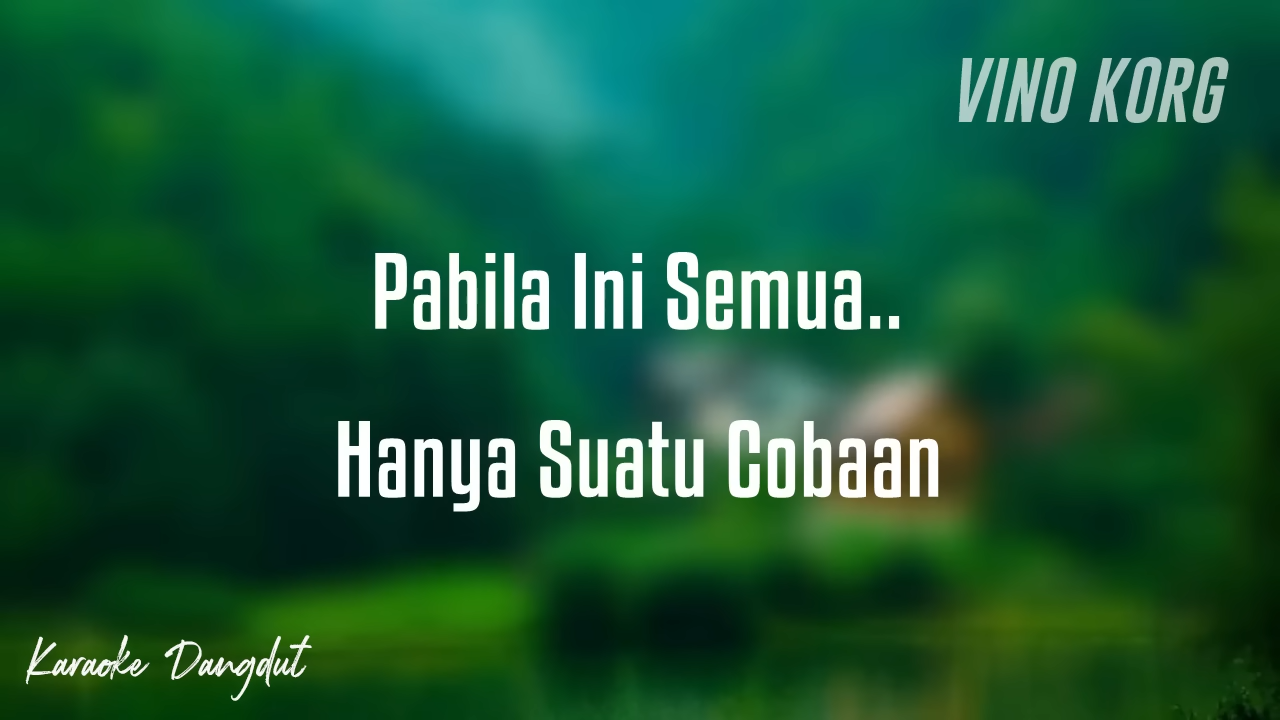 VINO KORG
Pabila Ini Semua..
Hanya Suatu Cobaan
Karaoke Dangdut